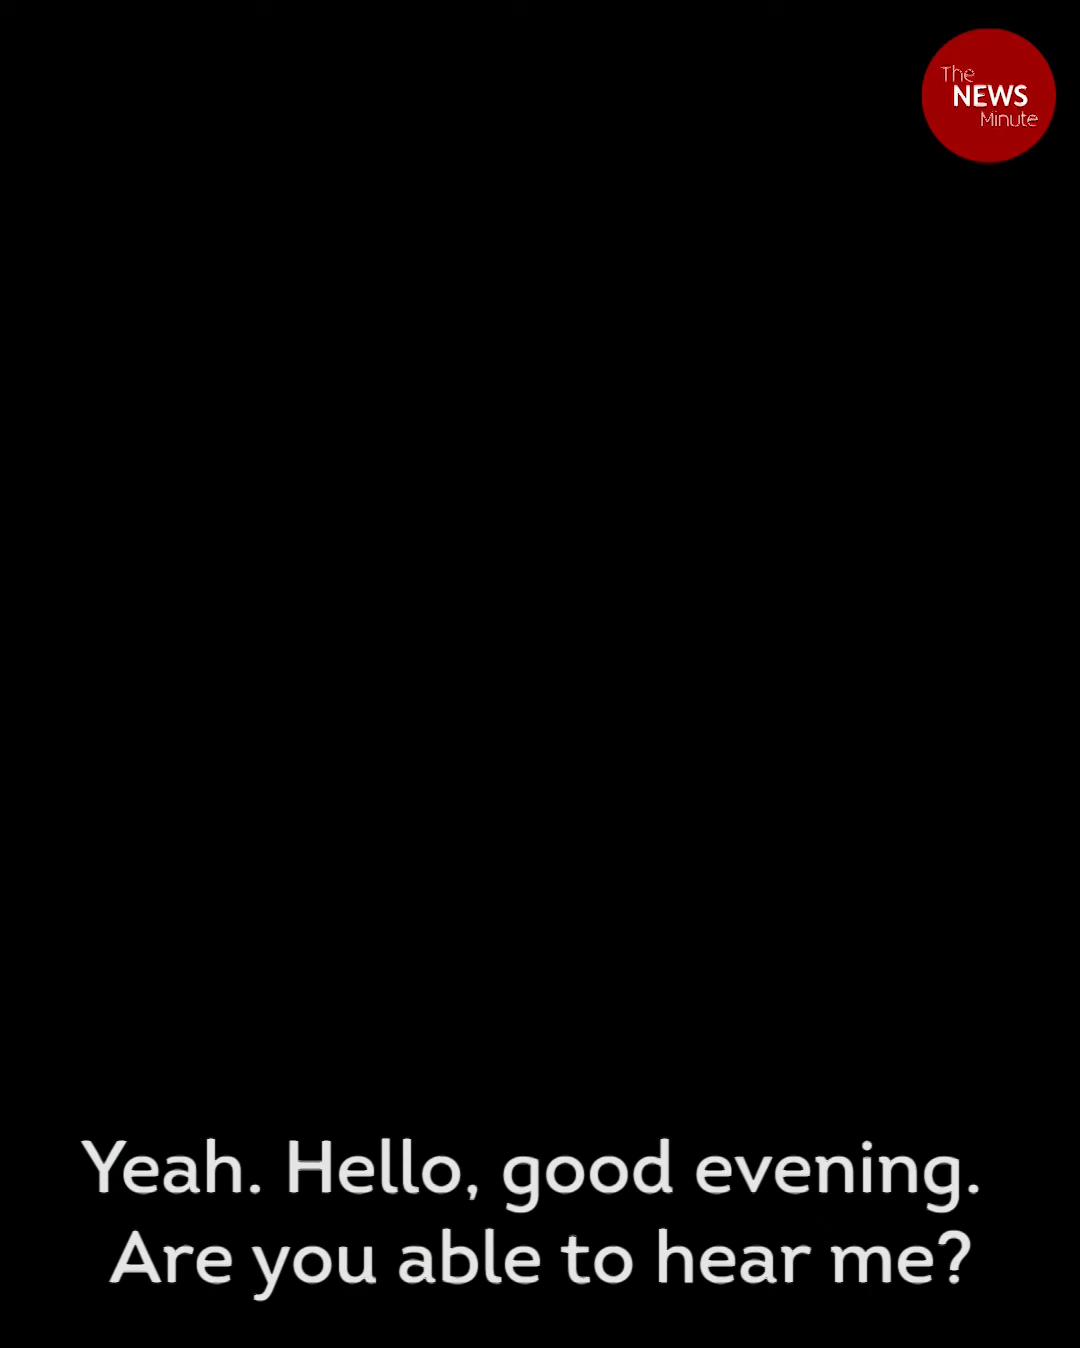 The
NEWS
Minute
Yeah. Hello, good evening.
Are you able to hear me?